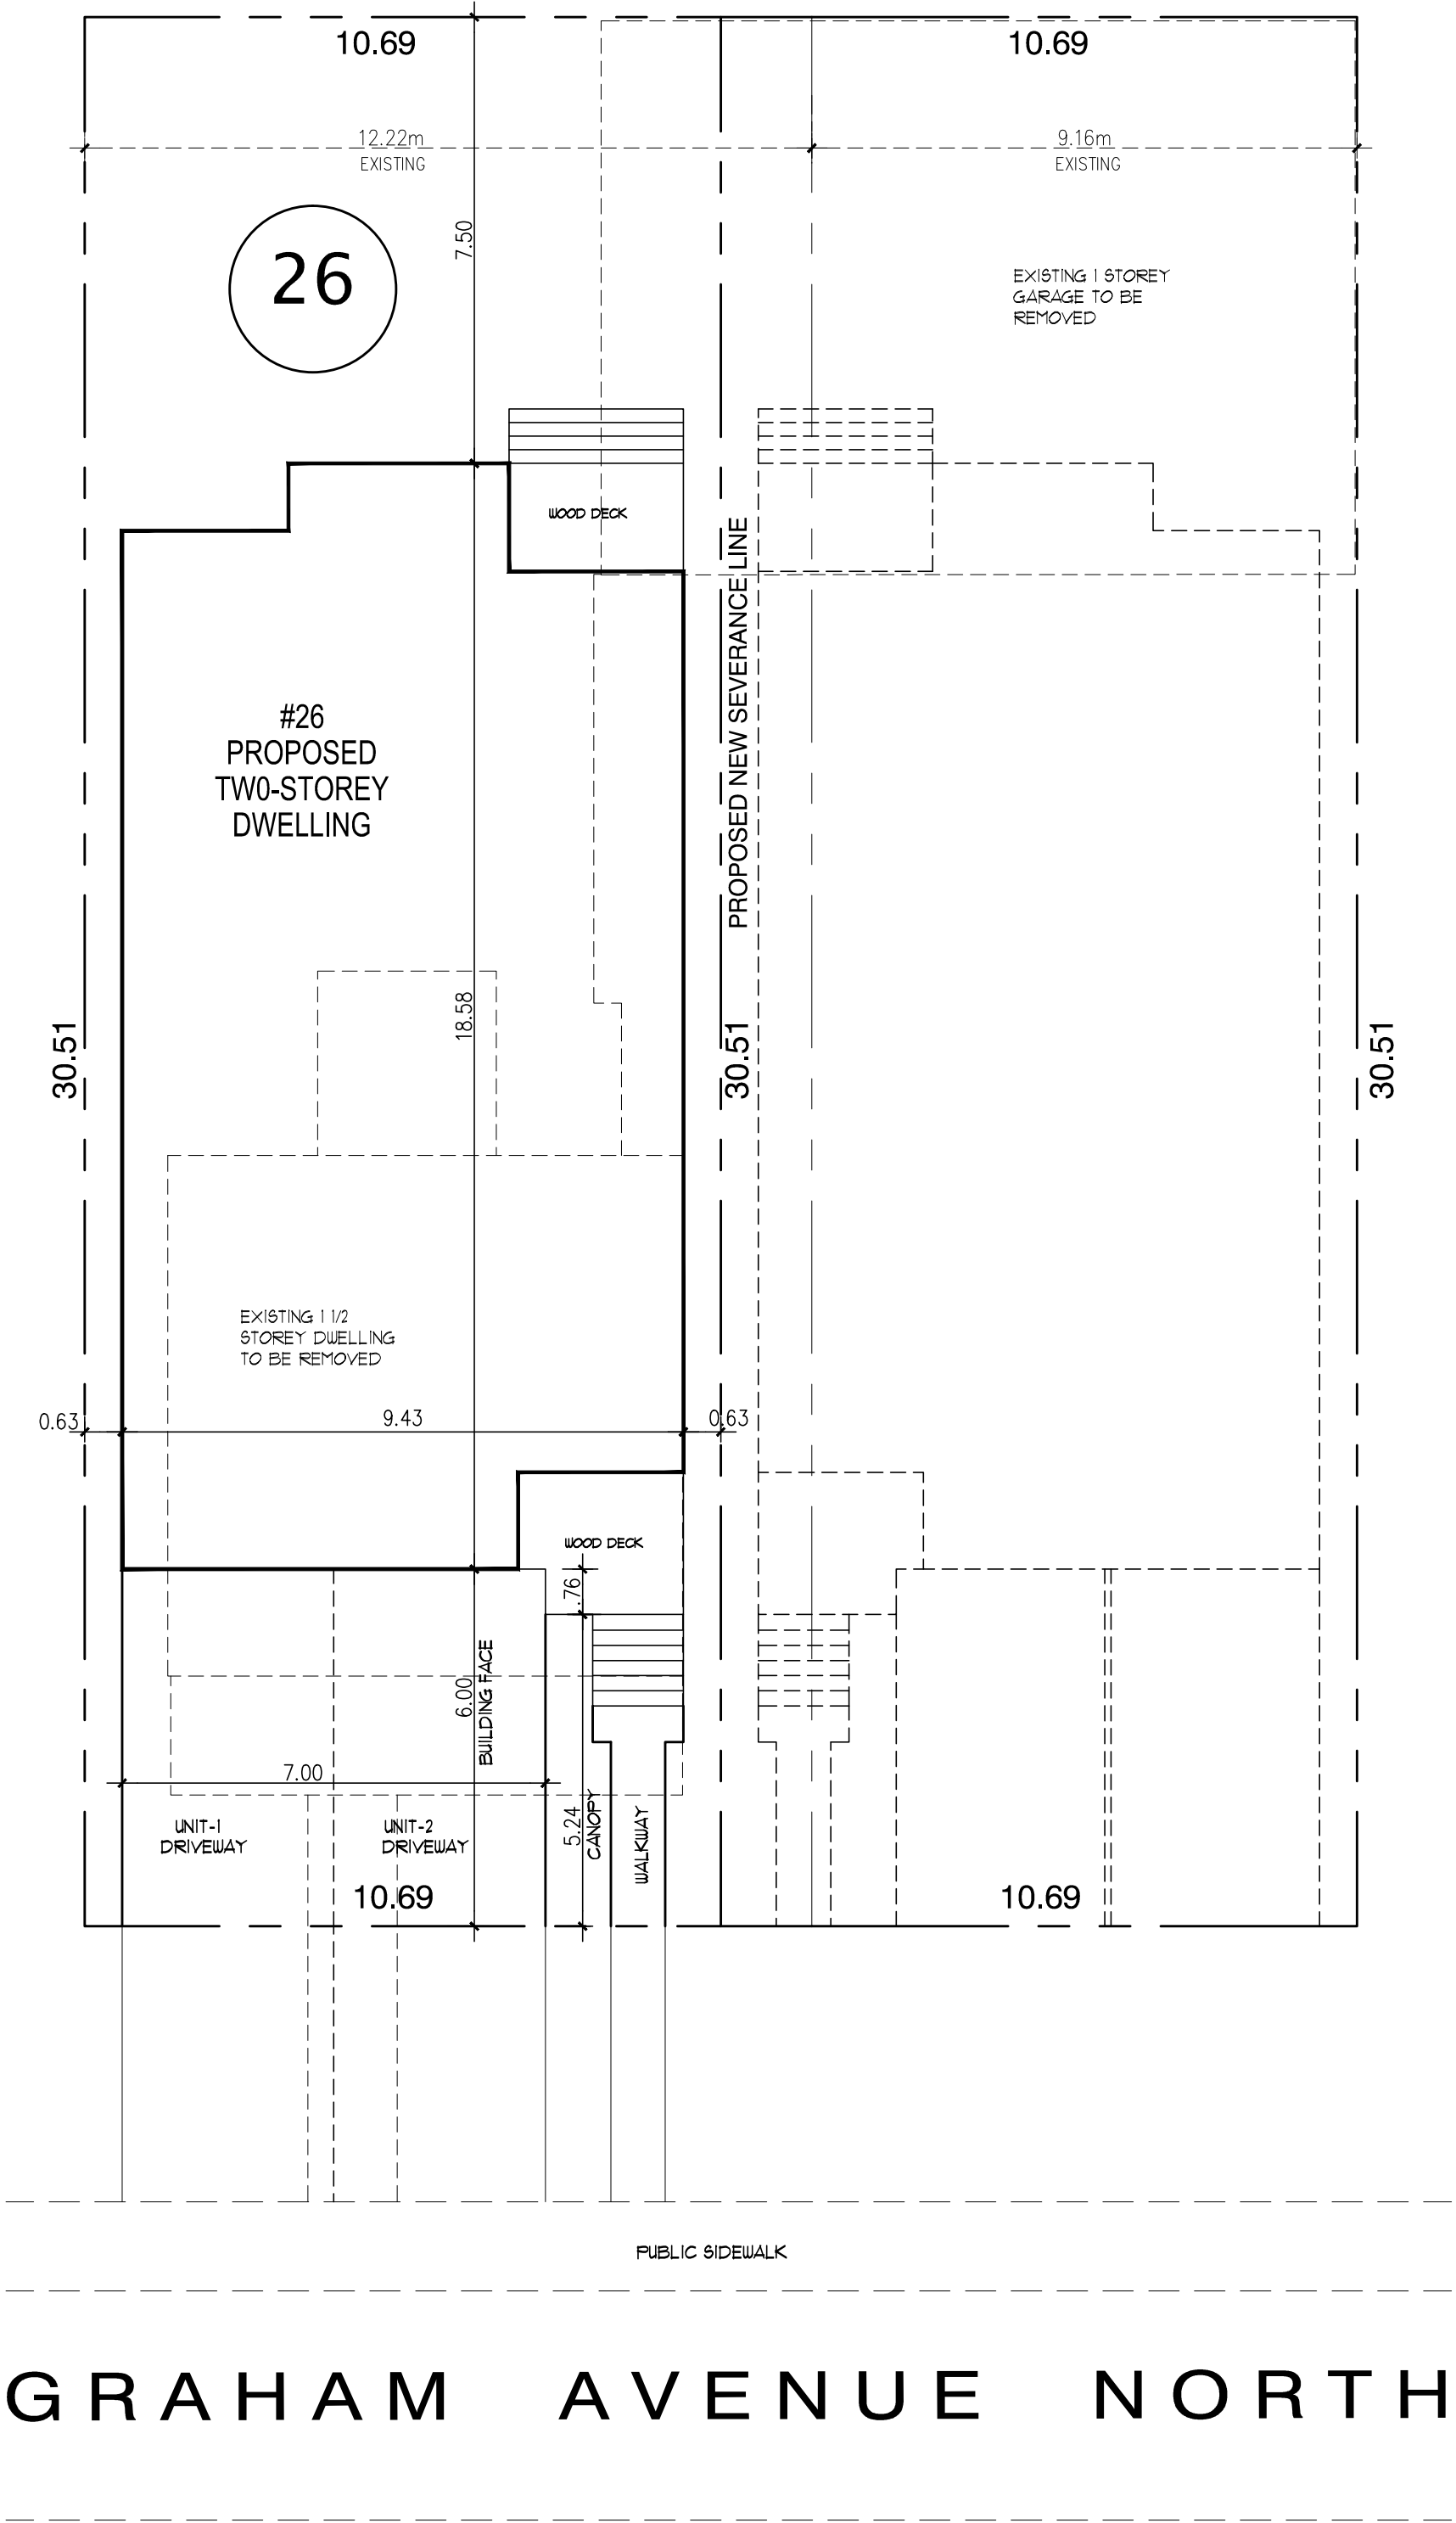 10.69
10.69
12.22m
EXISTING
9.16m
EXISTING
7.50
26
EXISTING 1 STOREY
GARAGE TO BE
REMOVED
WOOD DECK
PROPOSED NEW SEVERANCE LINE
#26
PROPOSED
TW0-STOREY
DWELLING
18.58
30.51
30.51
30.51
EXISTING 1 1/2
STOREY DWELLING
TO BE REMOVED
0.63
9.43
0.63
WOOD DECK
.76
6.00
BUILDING FACE
7.00
5.24
CANOPY
WALKWAY
UNIT-1
DRIVEWAY
UNIT-2
DRIVEWAY
10.69
10.69
PUBLIC SIDEWALK
GRAHAM AVENUE NORTH